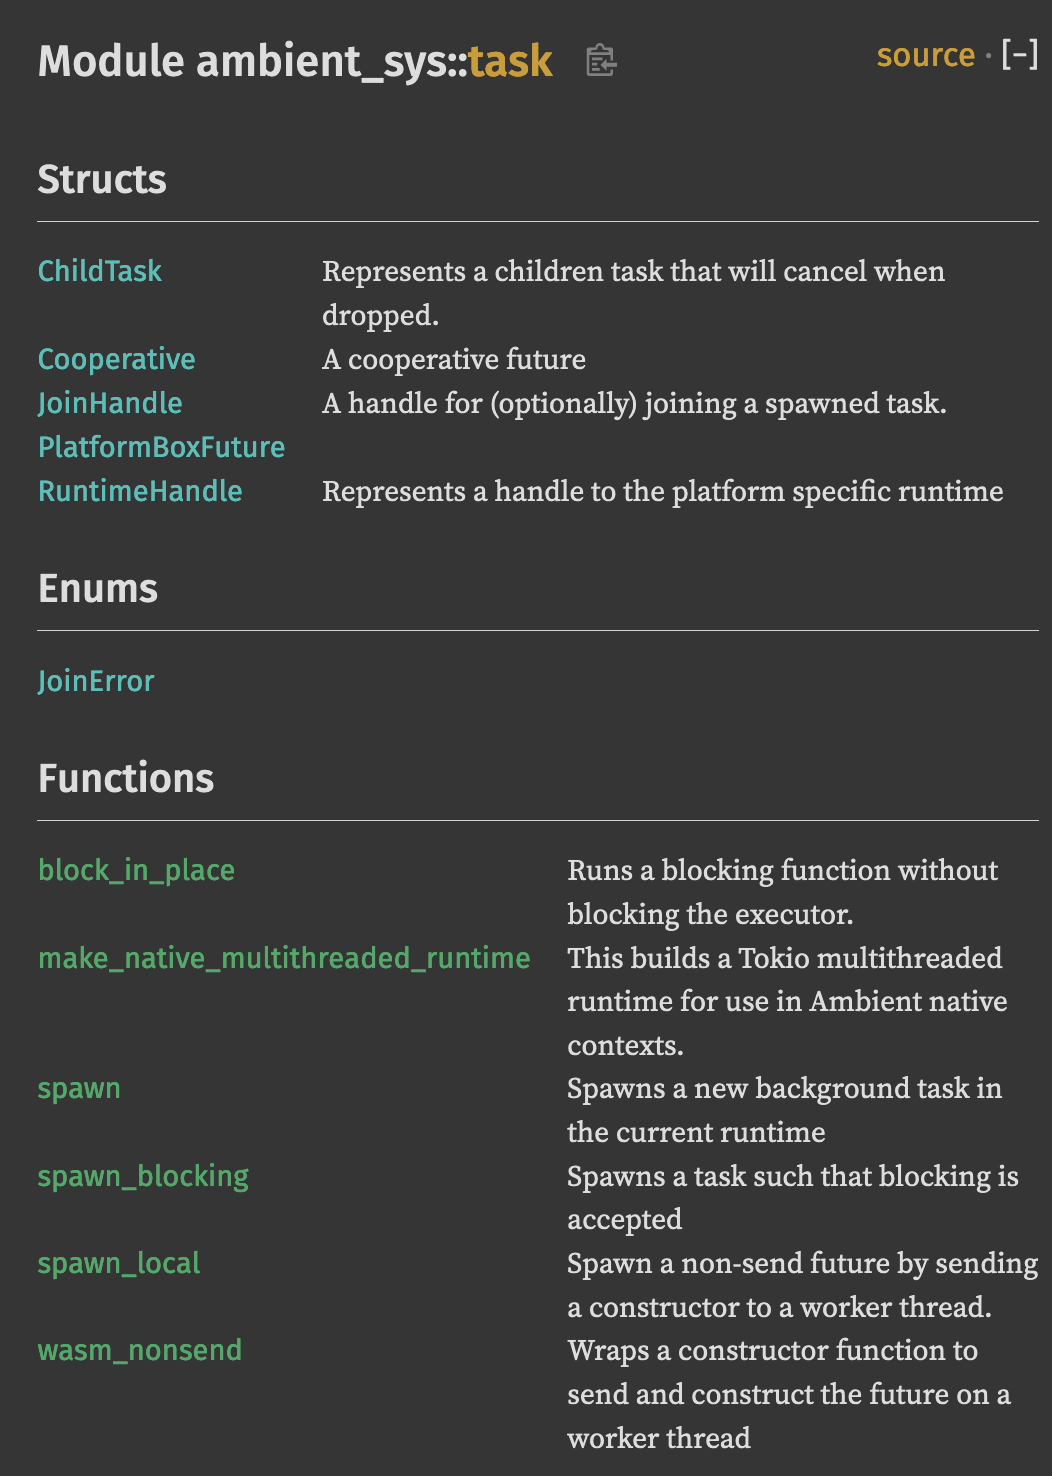 Module ambient_sys::task
source · [−]
Structs
ChildTask Represents a children task that will cancel when
dropped.
Cooperative A cooperative future
JoinHandle A handle for (optionally) joining a spawned task.
PlatformBoxFuture
RuntimeHandle Represents a handle to the platform specific runtime
Enums
JoinError
Functions
block_in_place Runs a blocking function without
blocking the executor.
make_native_multithreaded_runtime This builds a Tokio multithreaded
runtime for use in Ambient native
contexts.
spawn Spawns a new background task in
the current runtime
spawn_blocking Spawns a task such that blocking is
accepted
spawn_local Spawn a non-send future by sending
a constructor to a worker thread.
wasm_nonsend Wraps a constructor function to
send and construct the future on a
worker thread